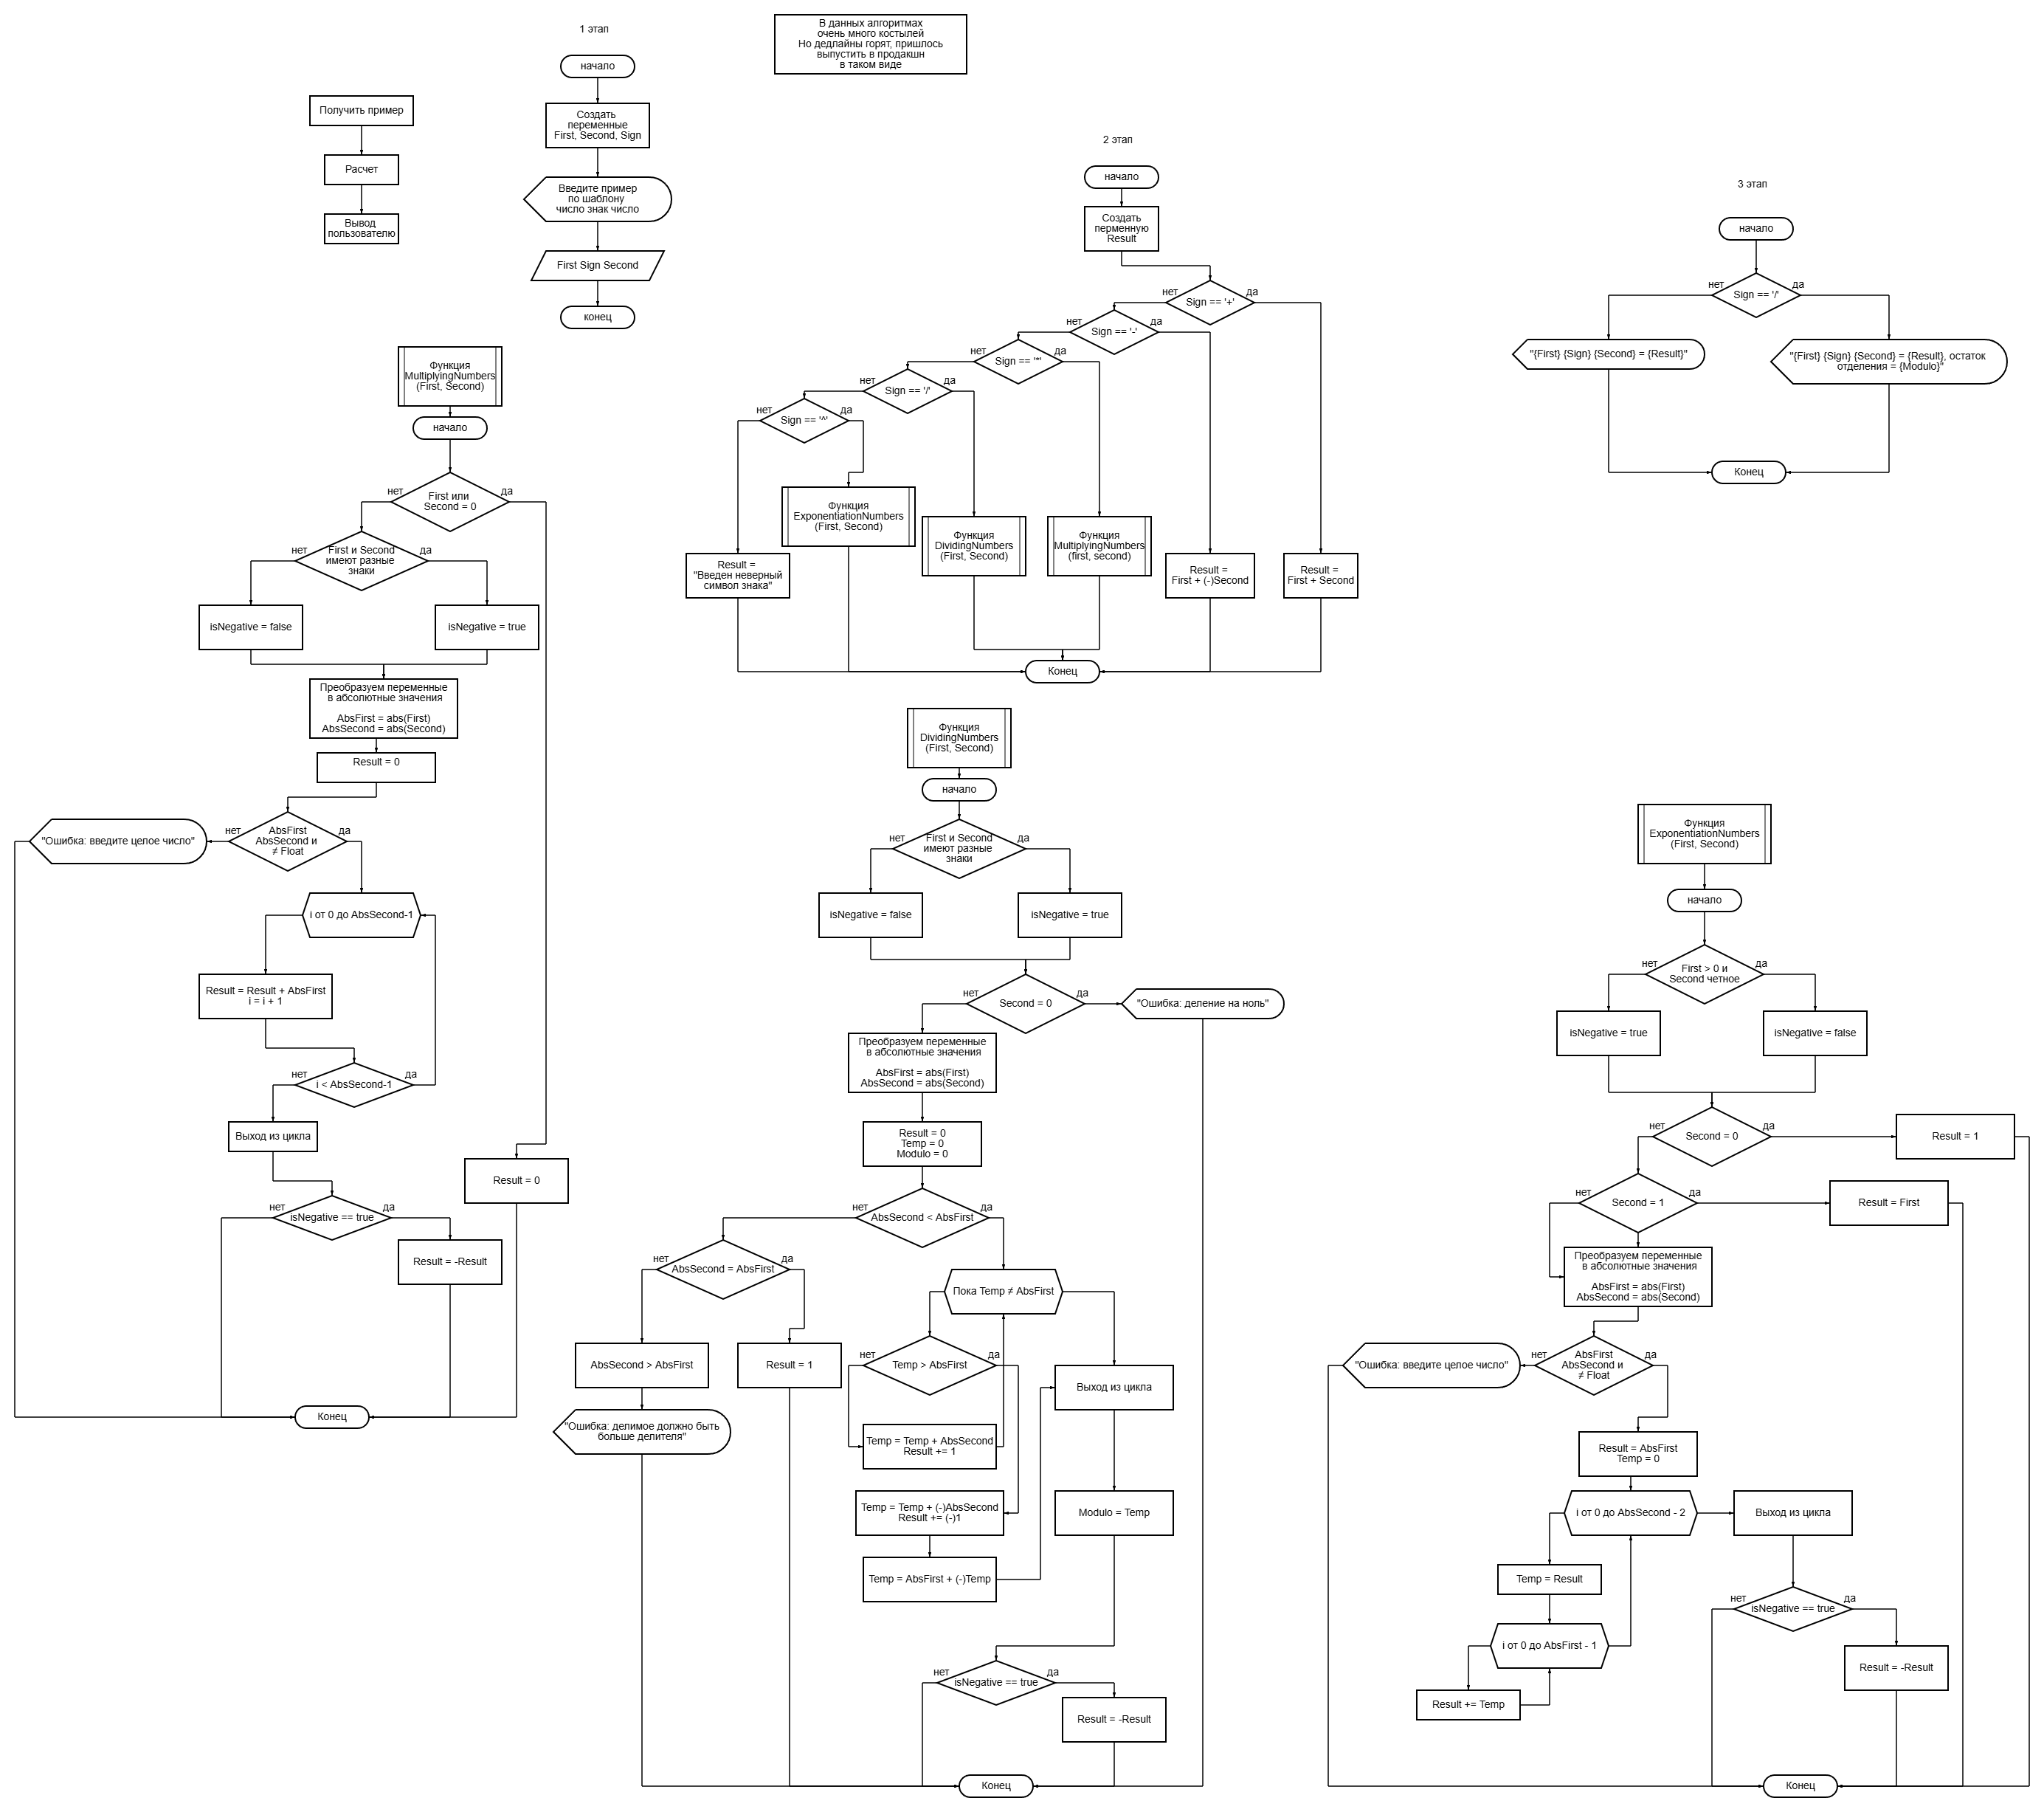 1 этап
начало
Создать
переменные
First, Second, Sign
Введите пример
по шаблону
число знак число
First Sign Second
конец
В данных алгоритмах
очень много костылей
Но дедлайны горят, пришлось
выпустить в продакшн
в таком виде
Получить пример
Расчет
Вывод
пользователю
2 этап
начало
Создать
перменную
Result
нет
Sign == '+'
да
нет
Sign == '-'
да
нет
Sign == '*'
да
нет
Sign == '/'
да
нет
Sign == '^'
да
Result =
"Введен неверный
символ знака"
Функция
ExponentiationNumbers
(First, Second)
Функция
DividingNumbers
(First, Second)
Функция
MultiplyingNumbers
(first, second)
Result =
First + (-)Second
Result =
First + Second
Конец
3 этап
начало
нет
Sign == '/'
да
"{First} {Sign} {Second} = {Result}"
"{First} {Sign} {Second} = {Result}, остаток
отделения = {Modulo}"
Конец
Функция
MultiplyingNumbers
(First, Second)
начало
нет
First или
Second = 0
да
нет
First и Second
имеют разные
знаки
да
isNegative = false
isNegative = true
Преобразуем переменные
в абсолютные значения
AbsFirst = abs(First)
AbsSecond = abs(Second)
Result = 0
"Ошибка: введите целое число"
нет
AbsFirst
AbsSecond и
≠ Float
да
i от 0 до AbsSecond-1
Result = Result + AbsFirst
i = i + 1
нет
i < AbsSecond-1
да
Выход из цикла
Result = 0
нет
isNegative == true
да
Result = -Result
Конец
Функция
DividingNumbers
(First, Second)
начало
нет
First и Second
имеют разные
знаки
да
isNegative = false
isNegative = true
нет
Second = 0
да
"Ошибка: деление на ноль"
Преобразуем переменные
в абсолютные значения
AbsFirst = abs(First)
AbsSecond = abs(Second)
Result = 0
Temp = 0
Modulo = 0
нет
AbsSecond < AbsFirst
да
нет
AbsSecond = AbsFirst
да
Пока Temp ≠ AbsFirst
AbsSecond > AbsFirst
Result = 1
нет
Temp > AbsFirst
да
Выход из цикла
"Ошибка: делимое должно быть
больше делителя"
Temp = Temp + AbsSecond
Result += 1
Temp = Temp + (-)AbsSecond
Result += (-)1
Modulo = Temp
Temp = AbsFirst + (-)Temp
нет
isNegative == true
да
Result = -Result
Конец
Функция
ExponentiationNumbers
(First, Second)
начало
нет
First > 0 и
Second четное
да
isNegative = true
isNegative = false
нет
Second = 0
да
Result = 1
нет
Second = 1
да
Result = First
Преобразуем переменные
в абсолютные значения
AbsFirst = abs(First)
AbsSecond = abs(Second)
"Ошибка: введите целое число"
нет
AbsFirst
AbsSecond и
≠ Float
да
Result = AbsFirst
Temp = 0
i от 0 до AbsSecond - 2
Выход из цикла
Temp = Result
нет
isNegative == true
да
i от 0 до AbsFirst - 1
Result = -Result
Result += Temp
Конец